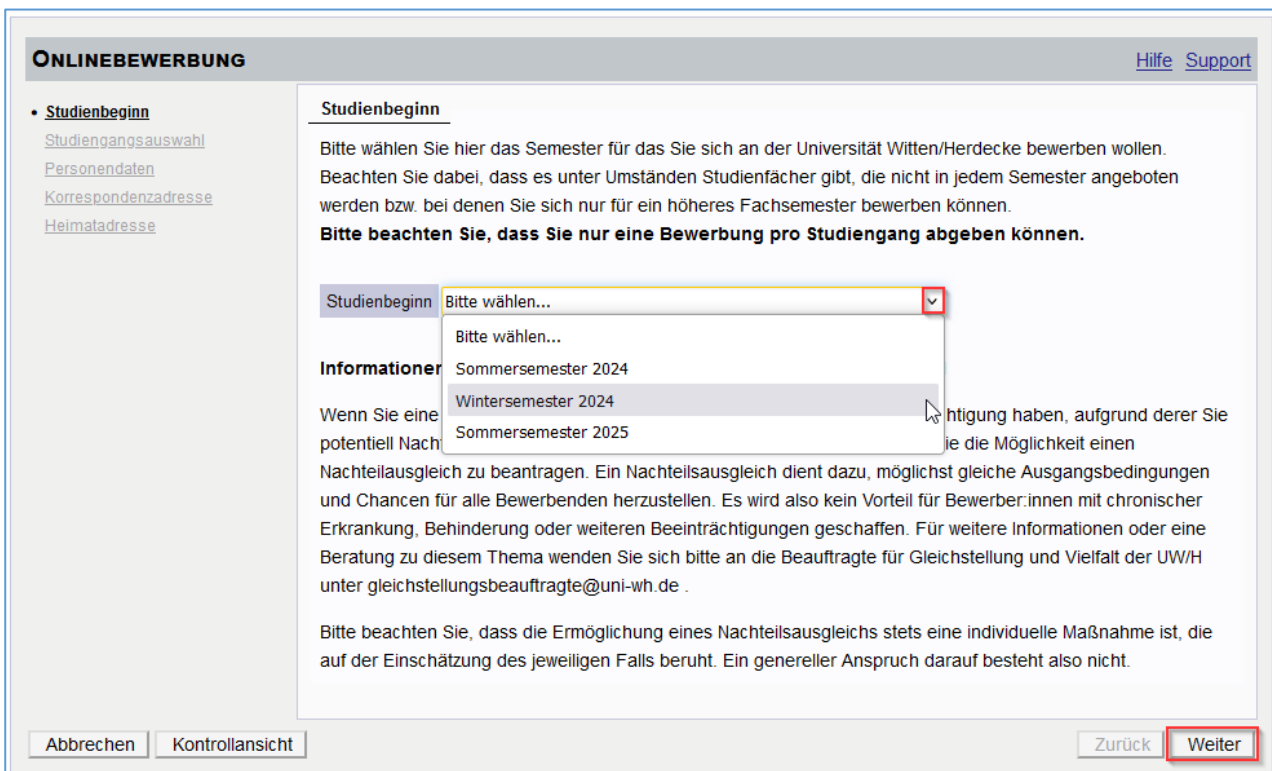 ONLINEBEWERBUNG
Hilfe Support
• Studienbeginn
Studiengangsauswahl
Personendaten
Korrespondenzadresse
Heimatadresse
Studienbeginn
Bitte wählen Sie hier das Semester für das Sie sich an der Universität Witten/Herdecke bewerben wollen.
Beachten Sie dabei, dass es unter Umständen Studienfächer gibt, die nicht in jedem Semester angeboten
werden bzw. bei denen Sie sich nur für ein höheres Fachsemester bewerben können.
Bitte beachten Sie, dass Sie nur eine Bewerbung pro Studiengang abgeben können.
Studienbeginn Bitte wählen...
Bitte wählen...
Sommersemester 2024
Wintersemester 2024
Sommersemester 2025
Wenn Sie eine
haben, aufgrund derer Sie
potentiell
die Möglichkeit einen
Nachteilausgleich zu beantragen. Ein Nachteilsausgleich dient dazu, möglichst gleiche Ausgangsbedingungen
und Chancen für alle Bewerbenden herzustellen. Es wird also kein Vorteil für Bewerber:innen mit chronischer
Erkrankung, Behinderung oder weiteren Beeinträchtigungen geschaffen. Für weitere Informationen oder eine
Beratung zu diesem Thema wenden Sie sich bitte an die Beauftragte für Gleichstellung und Vielfalt der UW/H
unter gleichstellungsbeauftragte@uni-wh.de .
Bitte beachten Sie, dass die Ermöglichung eines Nachteilsausgleichs stets eine individuelle Maßnahme ist, die
auf der Einschätzung des jeweiligen Falls beruht. Ein genereller Anspruch darauf besteht also nicht.
Abbrechen Kontrollansicht Zurück Weiter